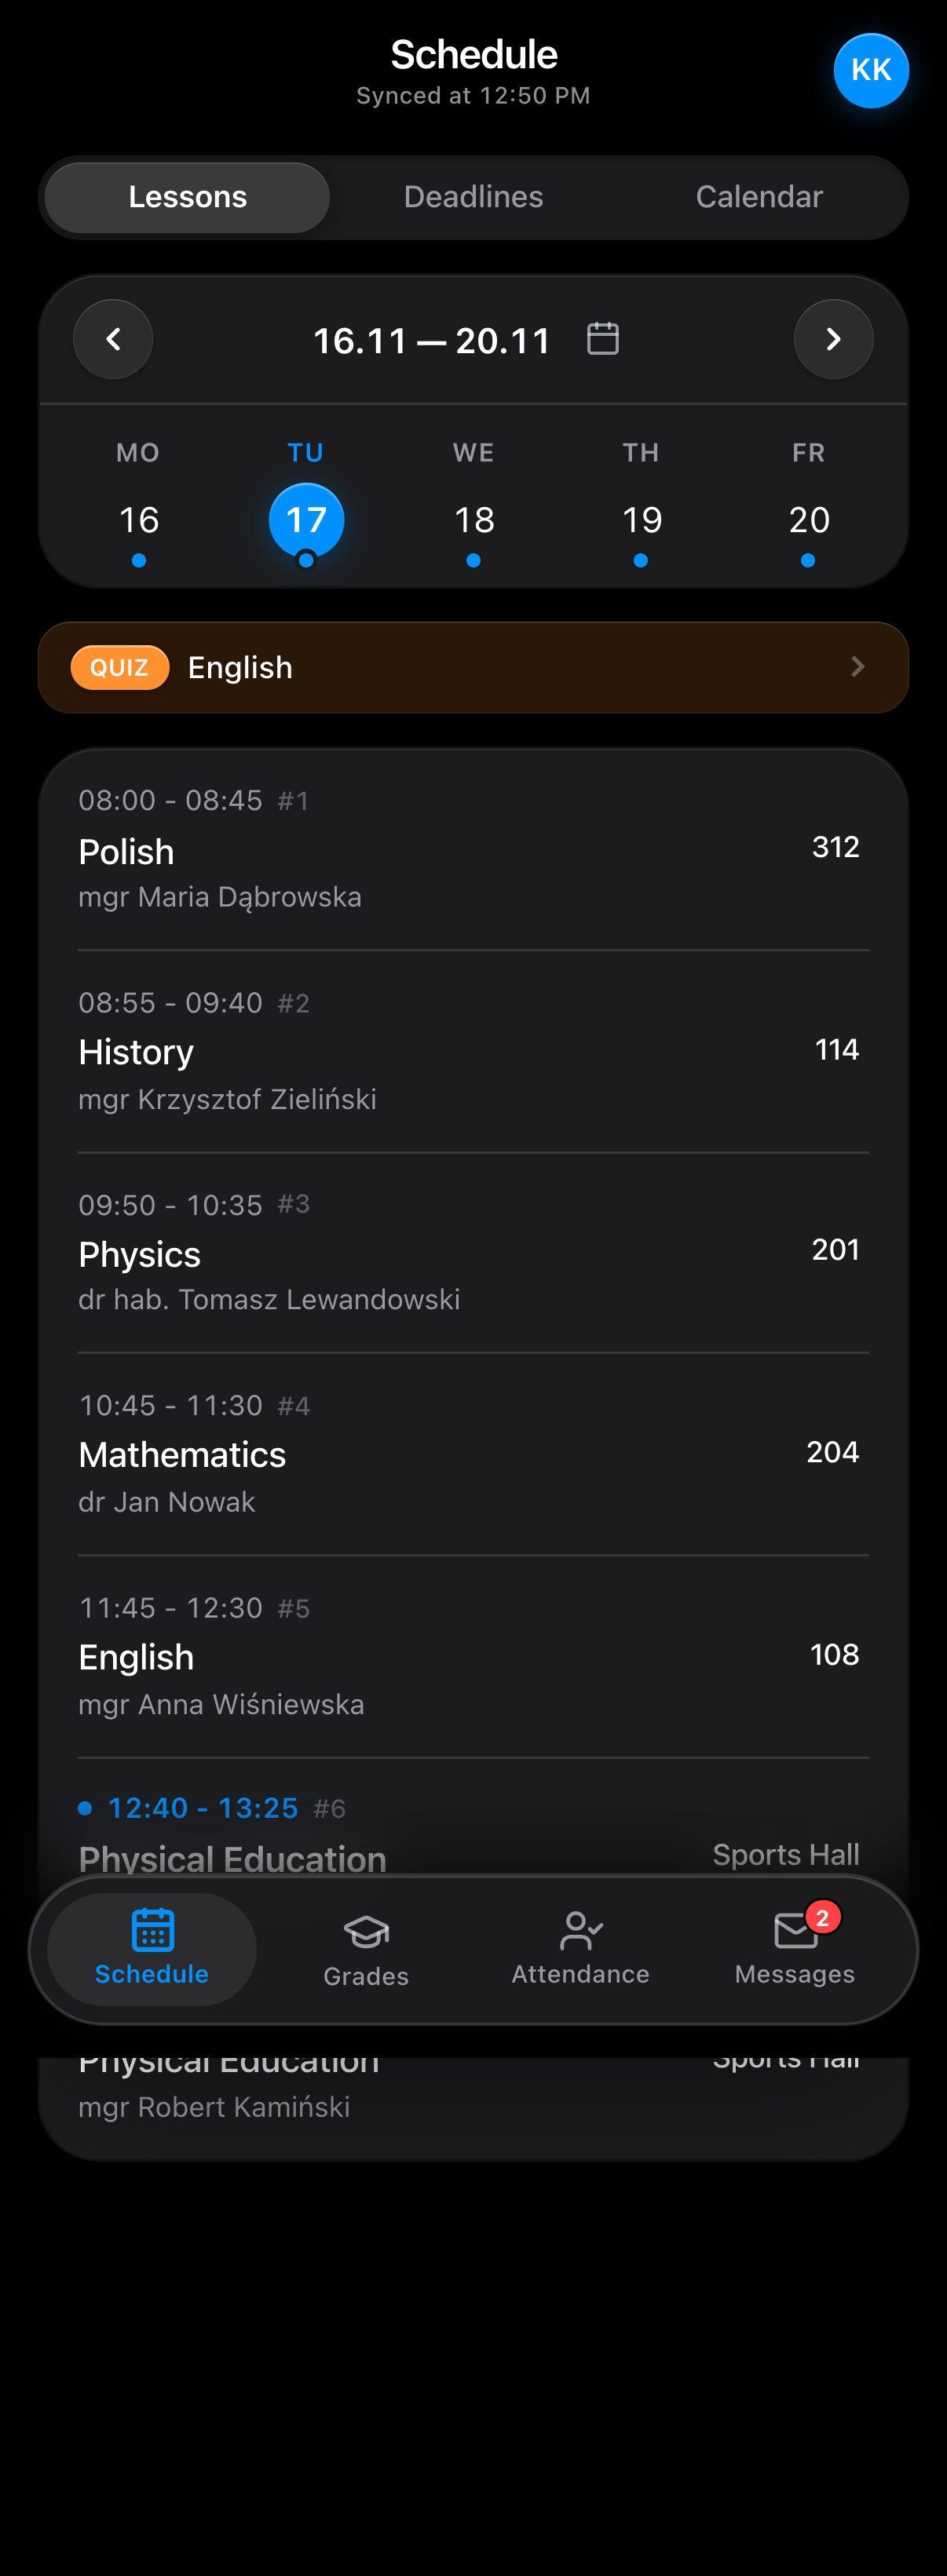 Schedule
Synced at 12:50 PM
KK
Lessons Deadlines Calendar
16.11 — 20.11
MO TU WE TH FR
16 17 18 19 20
QUIZ English
08:00 - 08:45 #1
Polish 312
mgr Maria Dąbrowska
08:55 - 09:40 #2
History 114
mgr Krzysztof Zieliński
09:50 - 10:35 #3
Physics 201
dr hab. Tomasz Lewandowski
10:45 - 11:30 #4
Mathematics 204
dr Jan Nowak
11:45 - 12:30 #5
English 108
mgr Anna Wiśniewska
12:40 - 13:25 #6
Physical Education Sports Hall
2
Schedule Grades Attendance Messages
Physical Education Sports Hall
mgr Robert Kamiński